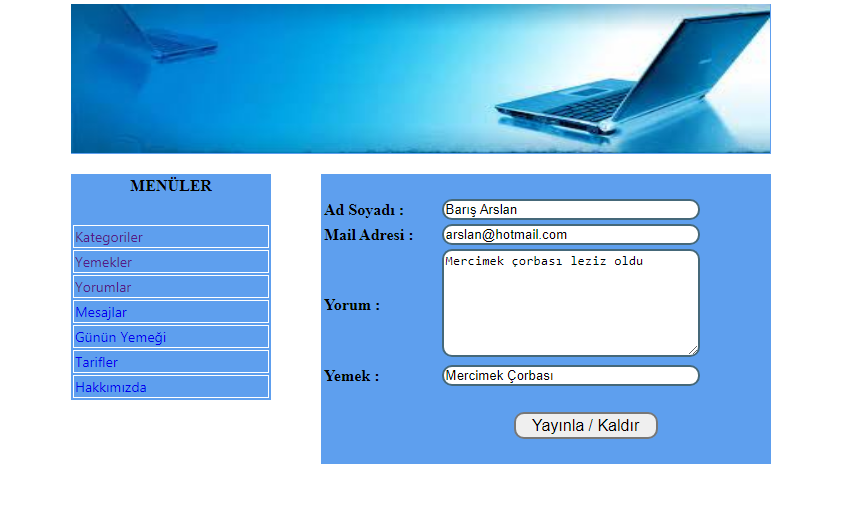 MENÜLER
Kategoriler
Yemekler
Yorumlar
Mesajlar
Günün Yemeği
Tarifler
Hakkımızda
Ad Soyadı : Barış Arslan
Mail Adresi : arslan@hotmail.com
Yorum : Mercimek çorbası leziz oldu
Yemek : Mercimek Çorbası
Yayınla / Kaldır